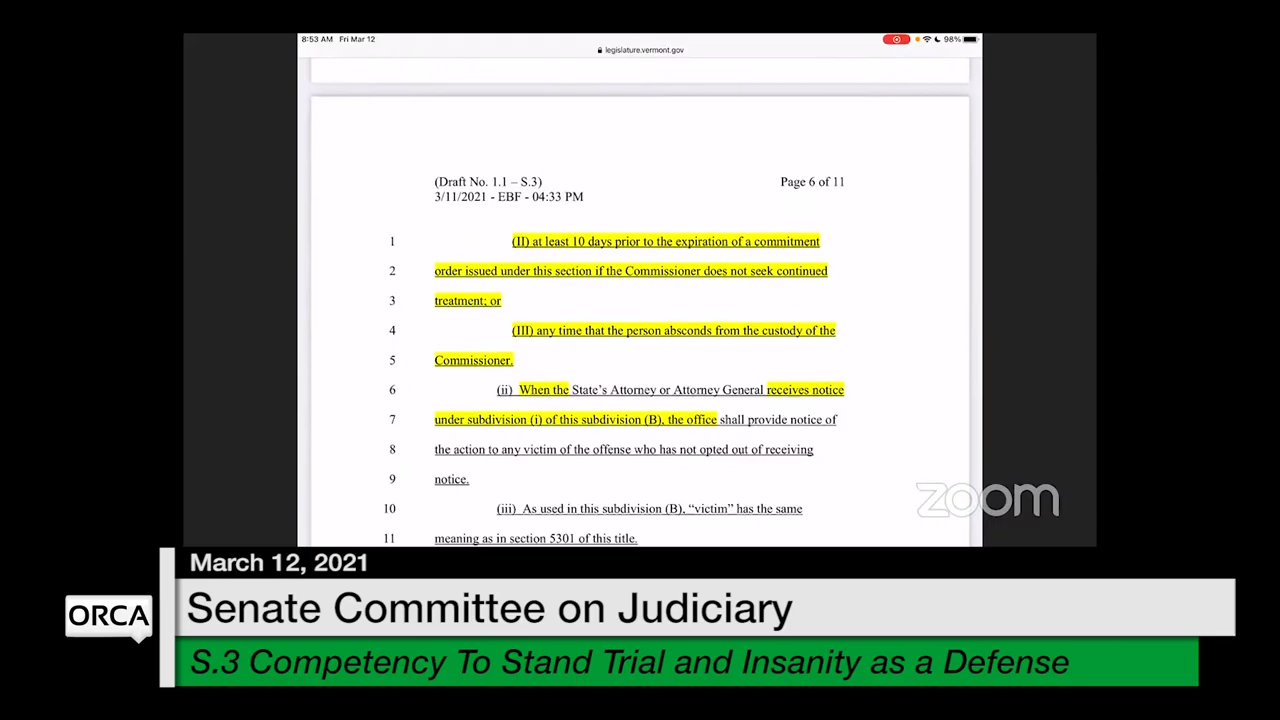 8:53 AM Fri Mar 12
98%
legislature.vermont.gov
(Draft No. 1.1 – S.3)
Page 6 of 11
3/11/2021 - EBF - 04:33 PM
1 (II) at least 10 days prior to the expiration of a commitment
2 order issued under this section if the Commissioner does not seek continued
3 treatment; or
4 (III) any time that the person absconds from the custody of the
5 Commissioner.
6 (ii) When the State’s Attorney or Attorney General receives notice
7 under subdivision (i) of this subdivision (B), the office shall provide notice of
8 the action to any victim of the offense who has not opted out of receiving
9 notice.
10 (iii) As used in this subdivision (B), “victim” has the same
11 meaning as in section 5301 of this title.
zoom
March 12, 2021
ORCA
Senate Committee on Judiciary
S.3 Competency To Stand Trial and Insanity as a Defense